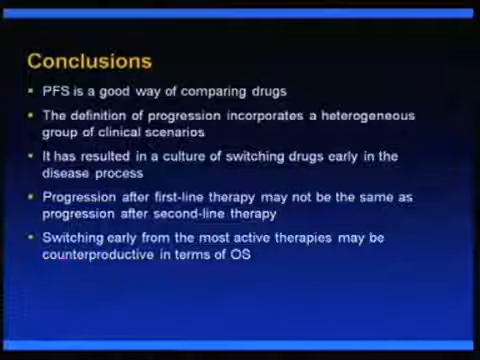 Conclusions
PFS is a good way of comparing drugs
The definition of progression incorporates a heterogeneous
group of clinical scenarios
It has resulted in a culture of switching drugs early in the
disease process
Progression after first-line therapy may not be the same as
progression after second-line therapy
Switching early from the most active therapies may be
counterproductive in terms of OS